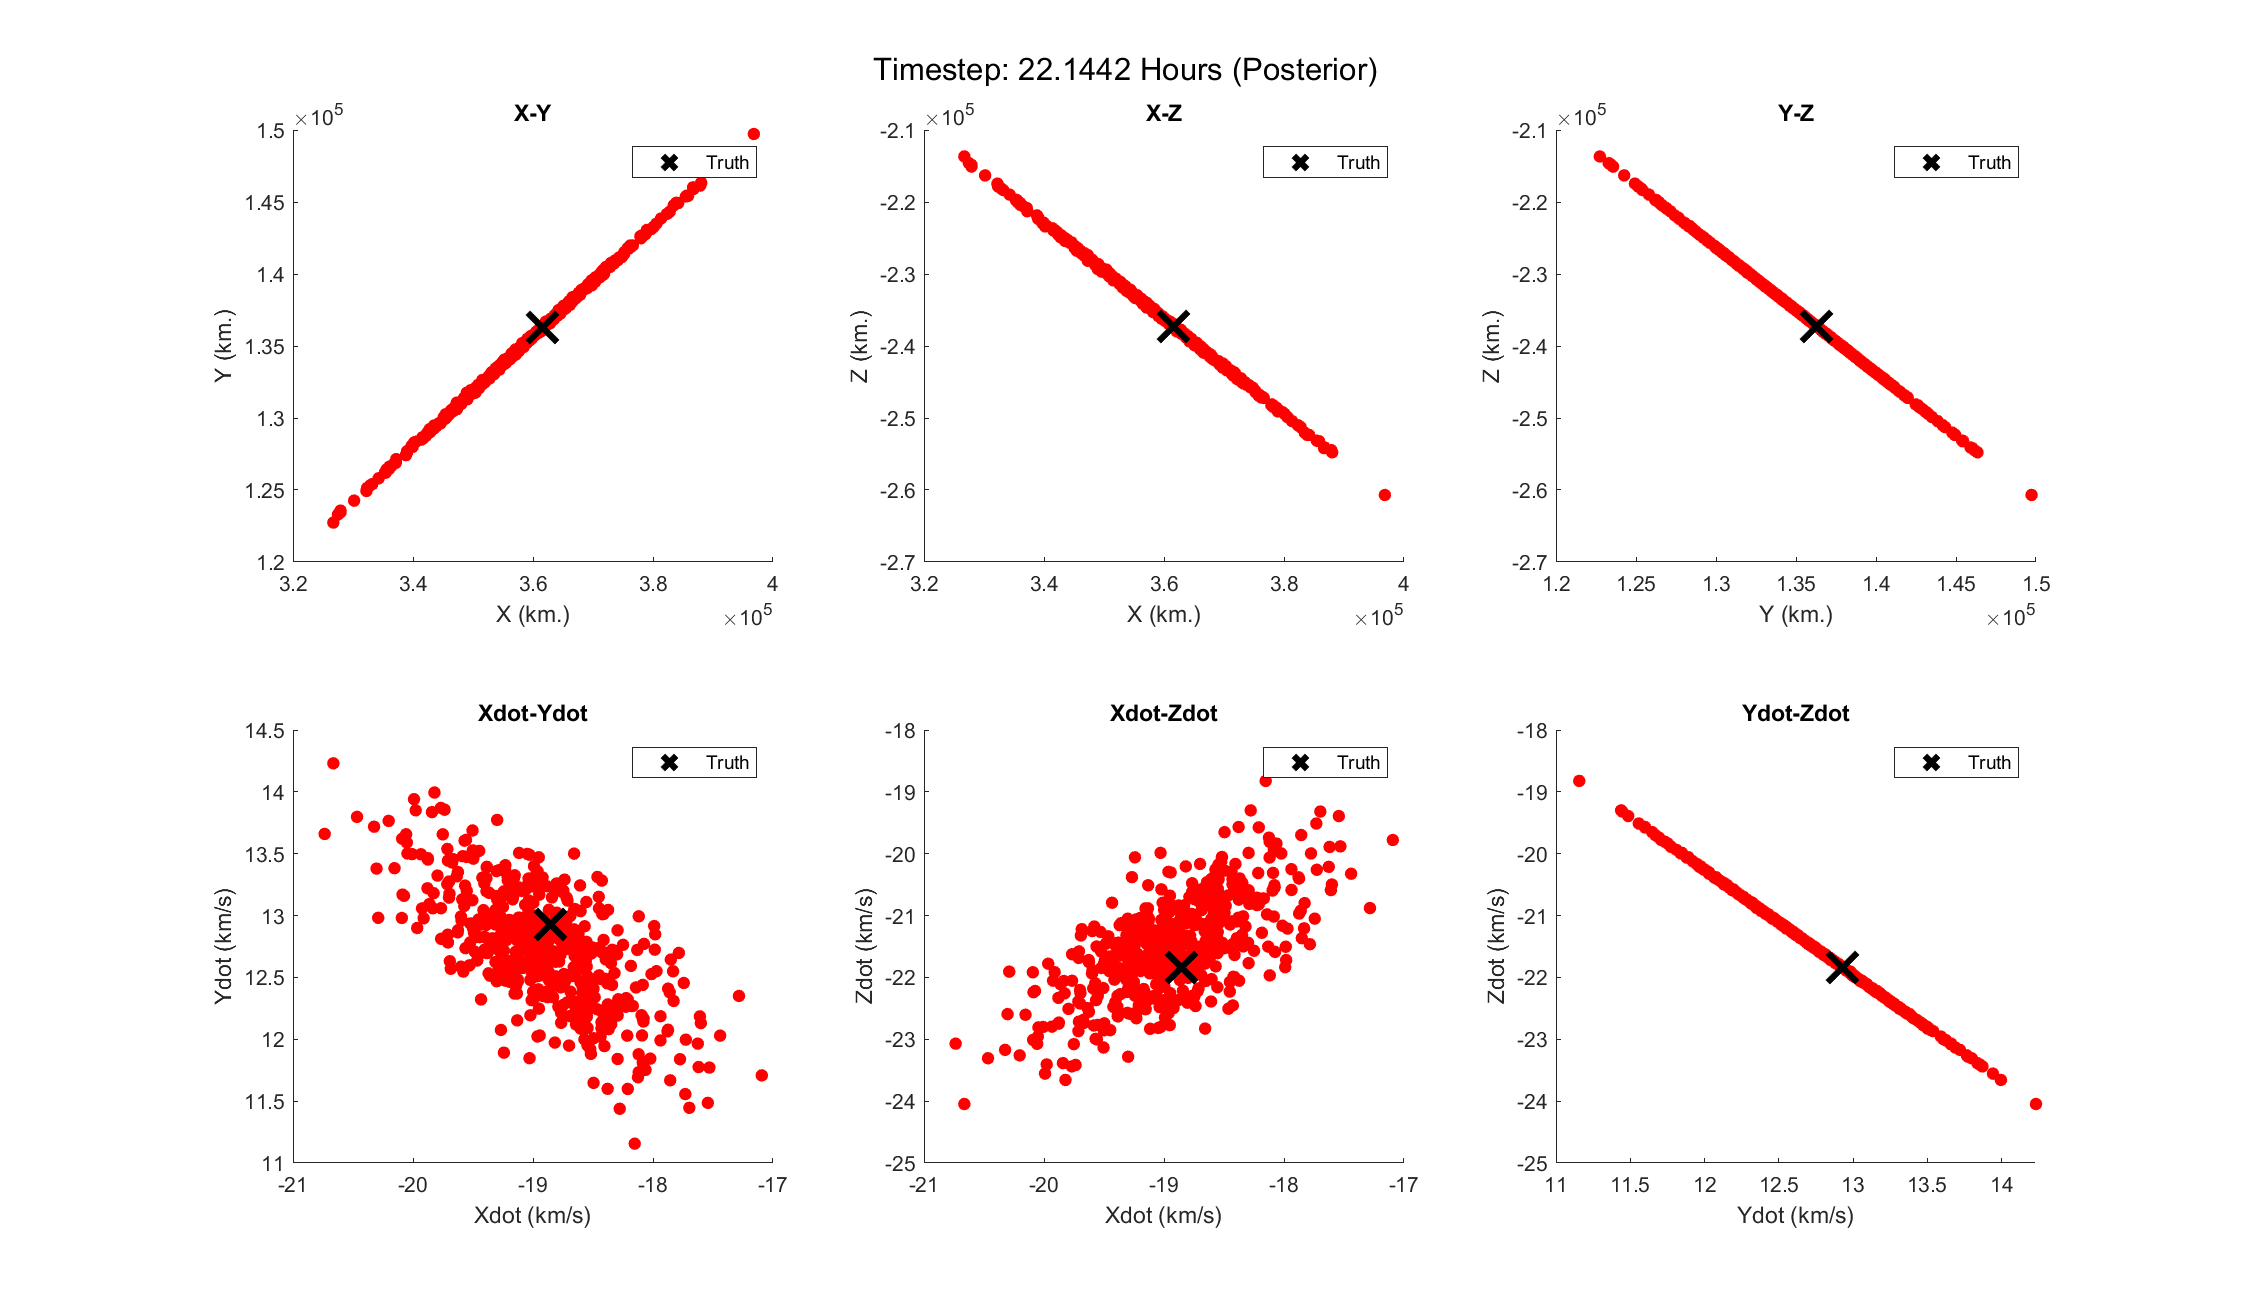 Timestep: 22.1442 Hours (Posterior)
X-Y
×10^5
1.5
1.45
1.4
1.35
1.3
1.25
1.2
Y (km.)
3.2 3.4 3.6 3.8 4
X (km.)
×10^5
Truth
X-Z
×10^5
-2.1
-2.2
-2.3
-2.4
-2.5
-2.6
-2.7
Z (km.)
3.2 3.4 3.6 3.8 4
X (km.)
×10^5
Truth
Y-Z
×10^5
-2.1
-2.2
-2.3
-2.4
-2.5
-2.6
-2.7
Z (km.)
1.2 1.25 1.3 1.35 1.4 1.45 1.5
Y (km.)
×10^5
Truth
Xdot-Ydot
14.5
14
13.5
13
12.5
12
11.5
11
Ydot (km/s)
-21 -20 -19 -18 -17
Xdot (km/s)
Truth
Xdot-Zdot
-18
-19
-20
-21
-22
-23
-24
-25
Zdot (km/s)
-21 -20 -19 -18 -17
Xdot (km/s)
Truth
Ydot-Zdot
-18
-19
-20
-21
-22
-23
-24
-25
Zdot (km/s)
11 11.5 12 12.5 13 13.5 14
Ydot (km/s)
Truth